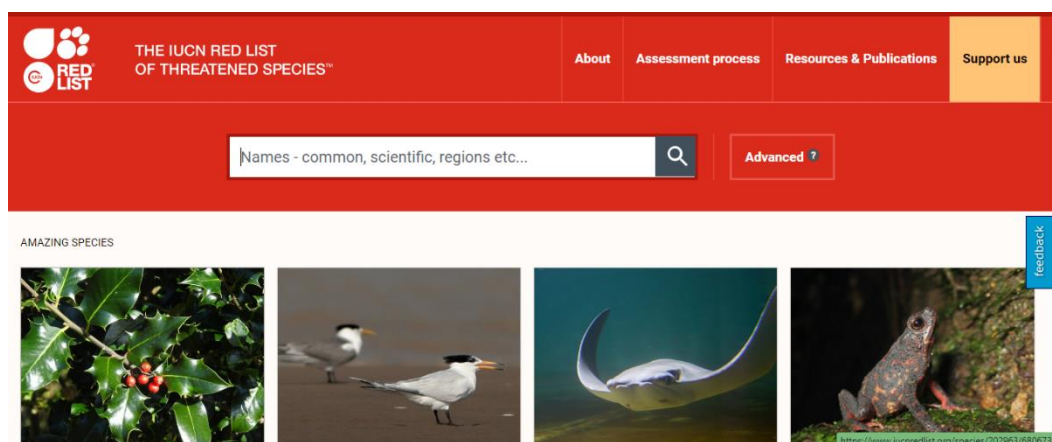 THE IUCN RED LIST
OF THREATENED SPECIES™
IUCN
RED
LIST
About
Assessment process
Resources & Publications
Support us
Names - common, scientific, regions etc...
Advanced ?
AMAZING SPECIES
feedback